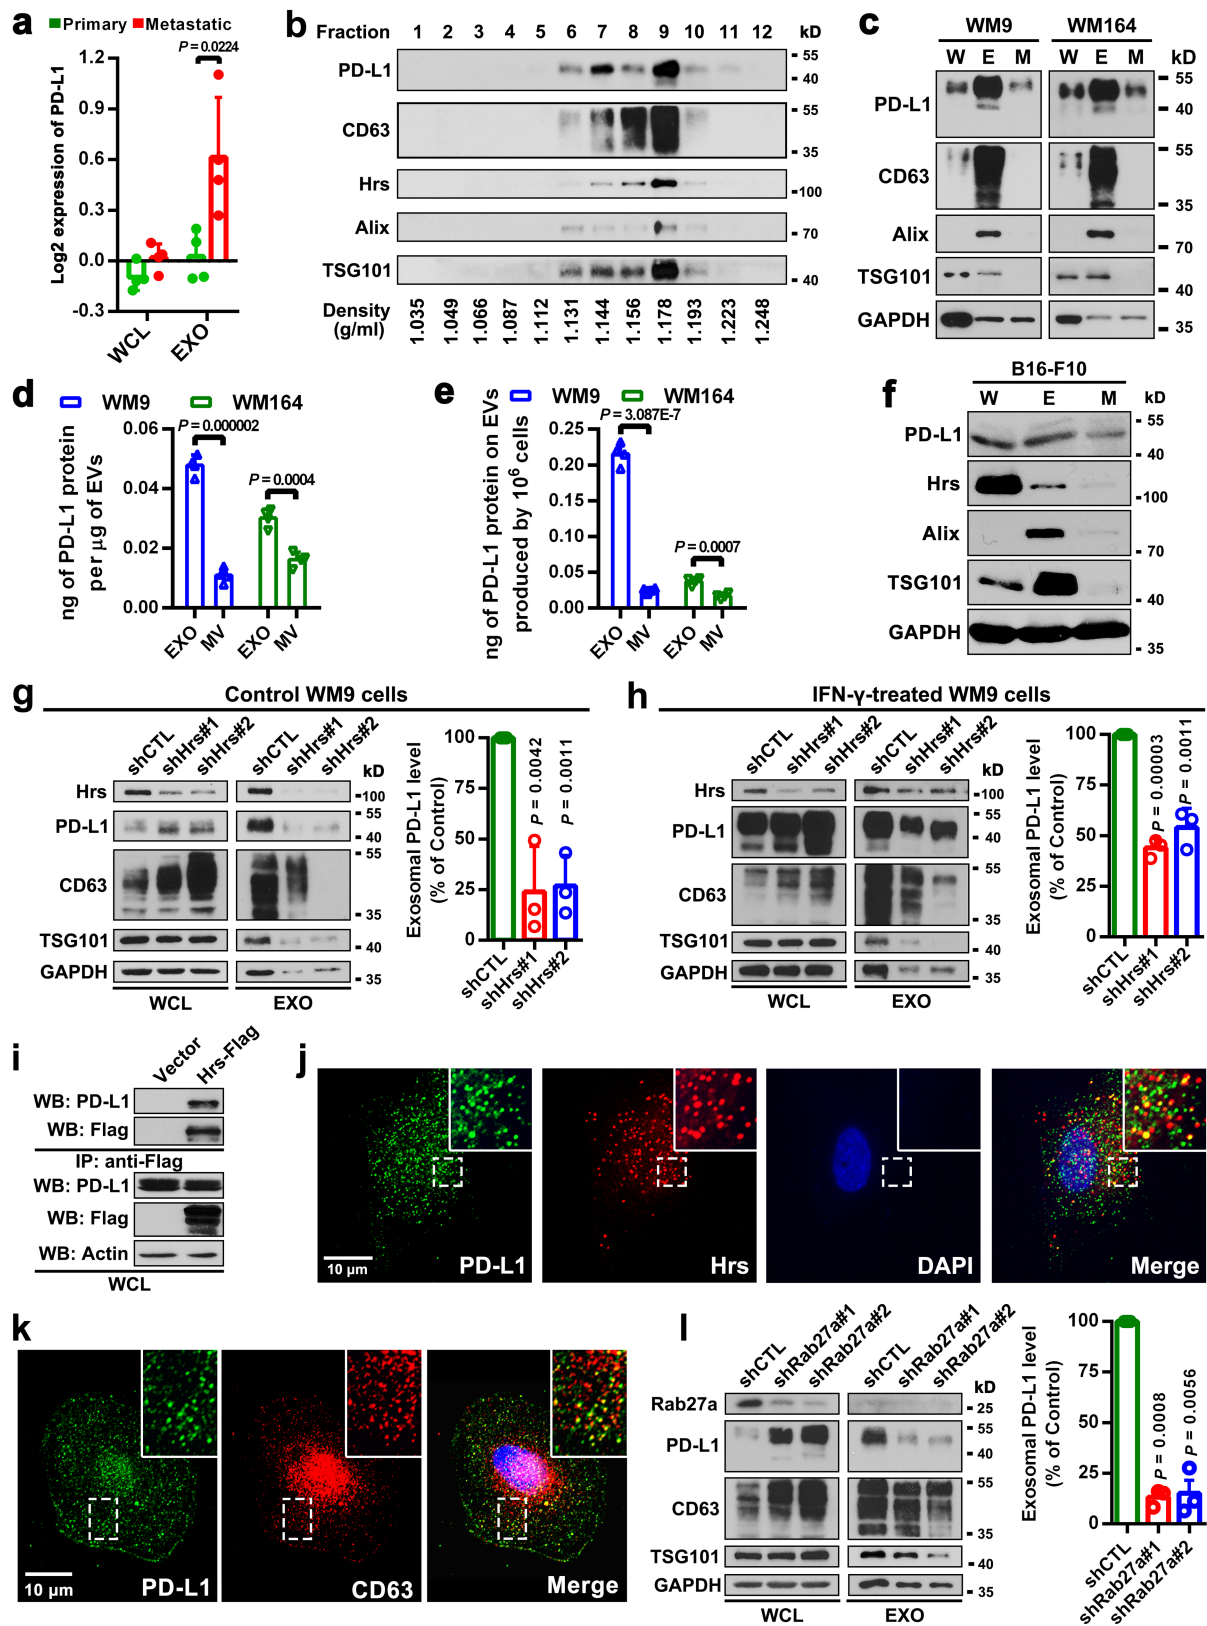 a
Primary Metastatic
P = 0.0224
Log2 expression of PD-L1
1.2
0.9
0.6
0.3
0.0
-0.3
WCL
EXO
b
Fraction 1 2 3 4 5 6 7 8 9 10 11 12 kD
PD-L1
55
40
CD63
55
35
Hrs
100
Alix
70
TSG101
40
Density
(g/ml)
1.035 1.049 1.066 1.087 1.112 1.131 1.144 1.156 1.178 1.193 1.223 1.248
c
WM9 WM164
W E M W E M kD
PD-L1
55
40
CD63
55
35
Alix
70
TSG101
40
GAPDH
35
d
WM9 WM164
P = 0.000002
P = 0.0004
ng of PD-L1 protein
per μg of EVs
0.06
0.04
0.02
0.00
EXO MV EXO MV
e
WM9 WM164
P = 3.087E-7
P = 0.0007
ng of PD-L1 protein on EVs
produced by 10⁶ cells
0.25
0.20
0.15
0.10
0.05
0.00
EXO MV EXO MV
f
B16-F10
W E M kD
PD-L1
55
40
Hrs
100
Alix
70
TSG101
40
GAPDH
35
g
Control WM9 cells
shCTL shHrs#1 shHrs#2 shCTL shHrs#1 shHrs#2
kD
Hrs
100
PD-L1
55
40
CD63
55
35
TSG101
40
GAPDH
35
WCL EXO
Exosomal PD-L1 level
(% of Control)
100
75
50
25
0
P = 0.0042
P = 0.0011
shCTL shHrs#1 shHrs#2
h
IFN-γ-treated WM9 cells
shCTL shHrs#1 shHrs#2 shCTL shHrs#1 shHrs#2
kD
Hrs
100
PD-L1
55
40
CD63
55
35
TSG101
40
GAPDH
35
WCL EXO
Exosomal PD-L1 level
(% of Control)
100
75
50
25
0
P = 0.00003
P = 0.0011
shCTL shHrs#1 shHrs#2
i
Vector Hrs-Flag
WB: PD-L1
WB: Flag
IP: anti-Flag
WB: PD-L1
WB: Flag
WB: Actin
WCL
j
10 μm
PD-L1
Hrs
DAPI
Merge
k
10 μm
PD-L1
CD63
Merge
l
shCTL shRab27a#1 shRab27a#2 shCTL shRab27a#1 shRab27a#2
kD
Rab27a
25
PD-L1
55
40
CD63
55
35
TSG101
40
GAPDH
35
WCL EXO
Exosomal PD-L1 level
(% of Control)
100
75
50
25
0
P = 0.0008
P = 0.0056
shCTL shRab27a#1 shRab27a#2